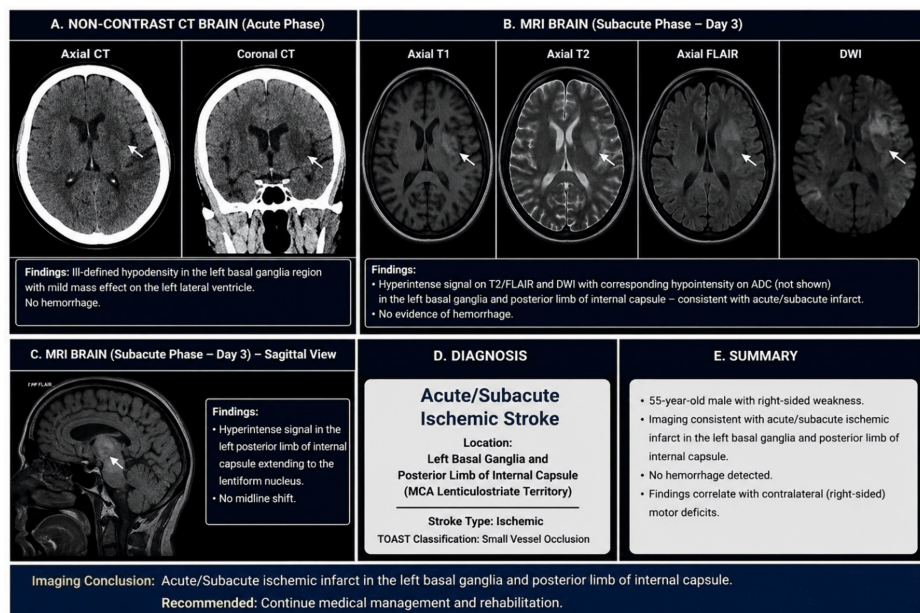 A. NON-CONTRAST CT BRAIN (Acute Phase)
Axial CT
Coronal CT
Findings: Ill-defined hypodensity in the left basal ganglia region
with mild mass effect on the left lateral ventricle.
No hemorrhage.
B. MRI BRAIN (Subacute Phase – Day 3)
Axial T1
Axial T2
Axial FLAIR
DWI
Findings:
• Hyperintense signal on T2/FLAIR and DWI with corresponding hypointensity on ADC (not shown)
in the left basal ganglia and posterior limb of internal capsule – consistent with acute/subacute infarct.
• No evidence of hemorrhage.
C. MRI BRAIN (Subacute Phase – Day 3) – Sagittal View
FLAIR
Findings:
• Hyperintense signal in the
left posterior limb of internal
capsule extending to the
lentiform nucleus.
• No midline shift.
D. DIAGNOSIS
Acute/Subacute
Ischemic Stroke
Location:
Left Basal Ganglia and
Posterior Limb of Internal Capsule
(MCA Lenticulostriate Territory)
Stroke Type: Ischemic
TOAST Classification: Small Vessel Occlusion
E. SUMMARY
• 55-year-old male with right-sided weakness.
• Imaging consistent with acute/subacute ischemic
infarct in the left basal ganglia and posterior limb of
internal capsule.
• No hemorrhage detected.
• Findings correlate with contralateral (right-sided)
motor deficits.
Imaging Conclusion: Acute/Subacute ischemic infarct in the left basal ganglia and posterior limb of internal capsule.
Recommended: Continue medical management and rehabilitation.